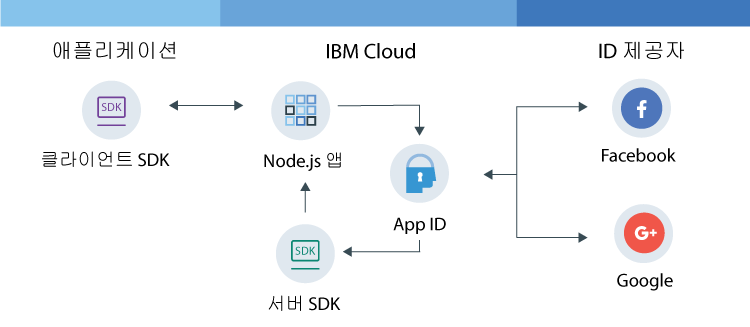 애플리케이션
IBM Cloud
ID 제공자
SDK
클라이언트 SDK
Node.js 앱
App ID
SDK
서버 SDK
f
Facebook
G+
Google